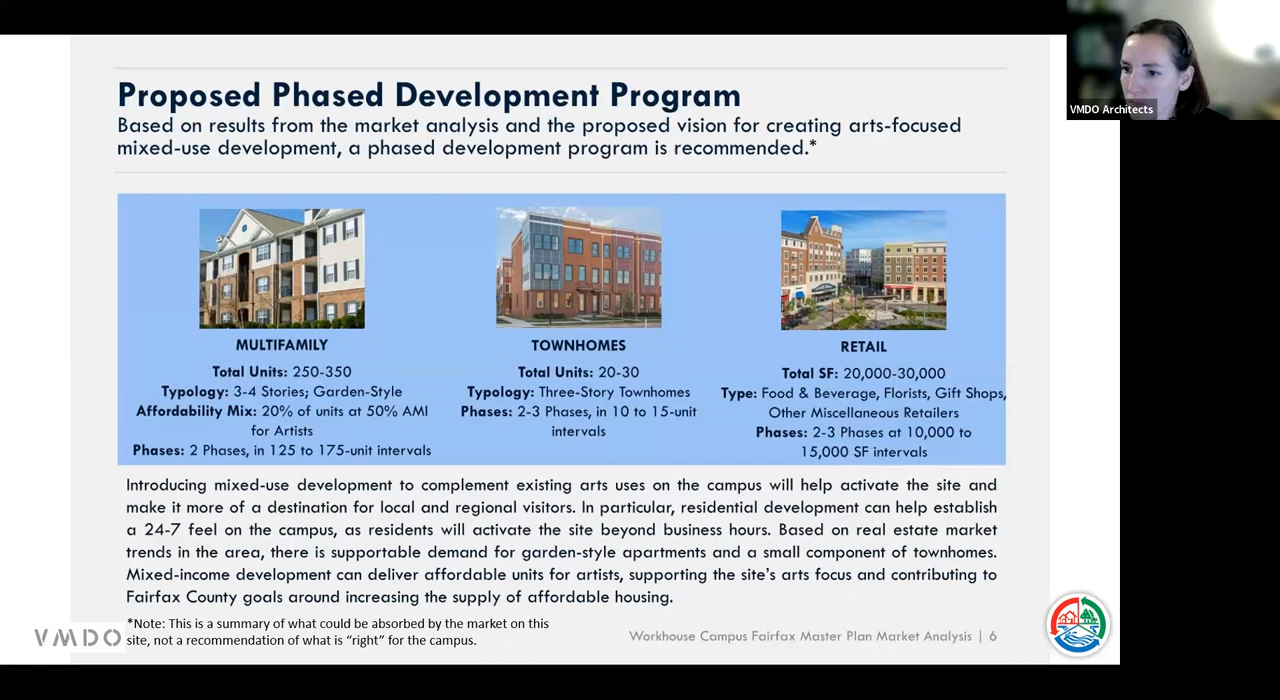 VMDO Architects
Proposed Phased Development Program
Based on results from the market analysis and the proposed vision for creating arts-focused
mixed-use development, a phased development program is recommended.*
MULTIFAMILY
Total Units: 250-350
Typology: 3-4 Stories; Garden-Style
Affordability Mix: 20% of units at 50% AMI
for Artists
Phases: 2 Phases, in 125 to 175-unit intervals
TOWNHOMES
Total Units: 20-30
Typology: Three-Story Townhomes
Phases: 2-3 Phases, in 10 to 15-unit
intervals
RETAIL
Total SF: 20,000-30,000
Type: Food & Beverage, Florists, Gift Shops,
Other Miscellaneous Retailers
Phases: 2-3 Phases at 10,000 to
15,000 SF intervals
Introducing mixed-use development to complement existing arts uses on the campus will help activate the site and
make it more of a destination for local and regional visitors. In particular, residential development can help establish
a 24-7 feel on the campus, as residents will activate the site beyond business hours. Based on real estate market
trends in the area, there is supportable demand for garden-style apartments and a small component of townhomes.
Mixed-income development can deliver affordable units for artists, supporting the site's arts focus and contributing to
Fairfax County goals around increasing the supply of affordable housing.
*Note: This is a summary of what could be absorbed by the market on this
site, not a recommendation of what is "right" for the campus.
VMDO
Workhouse Campus Fairfax Master Plan Market Analysis | 6